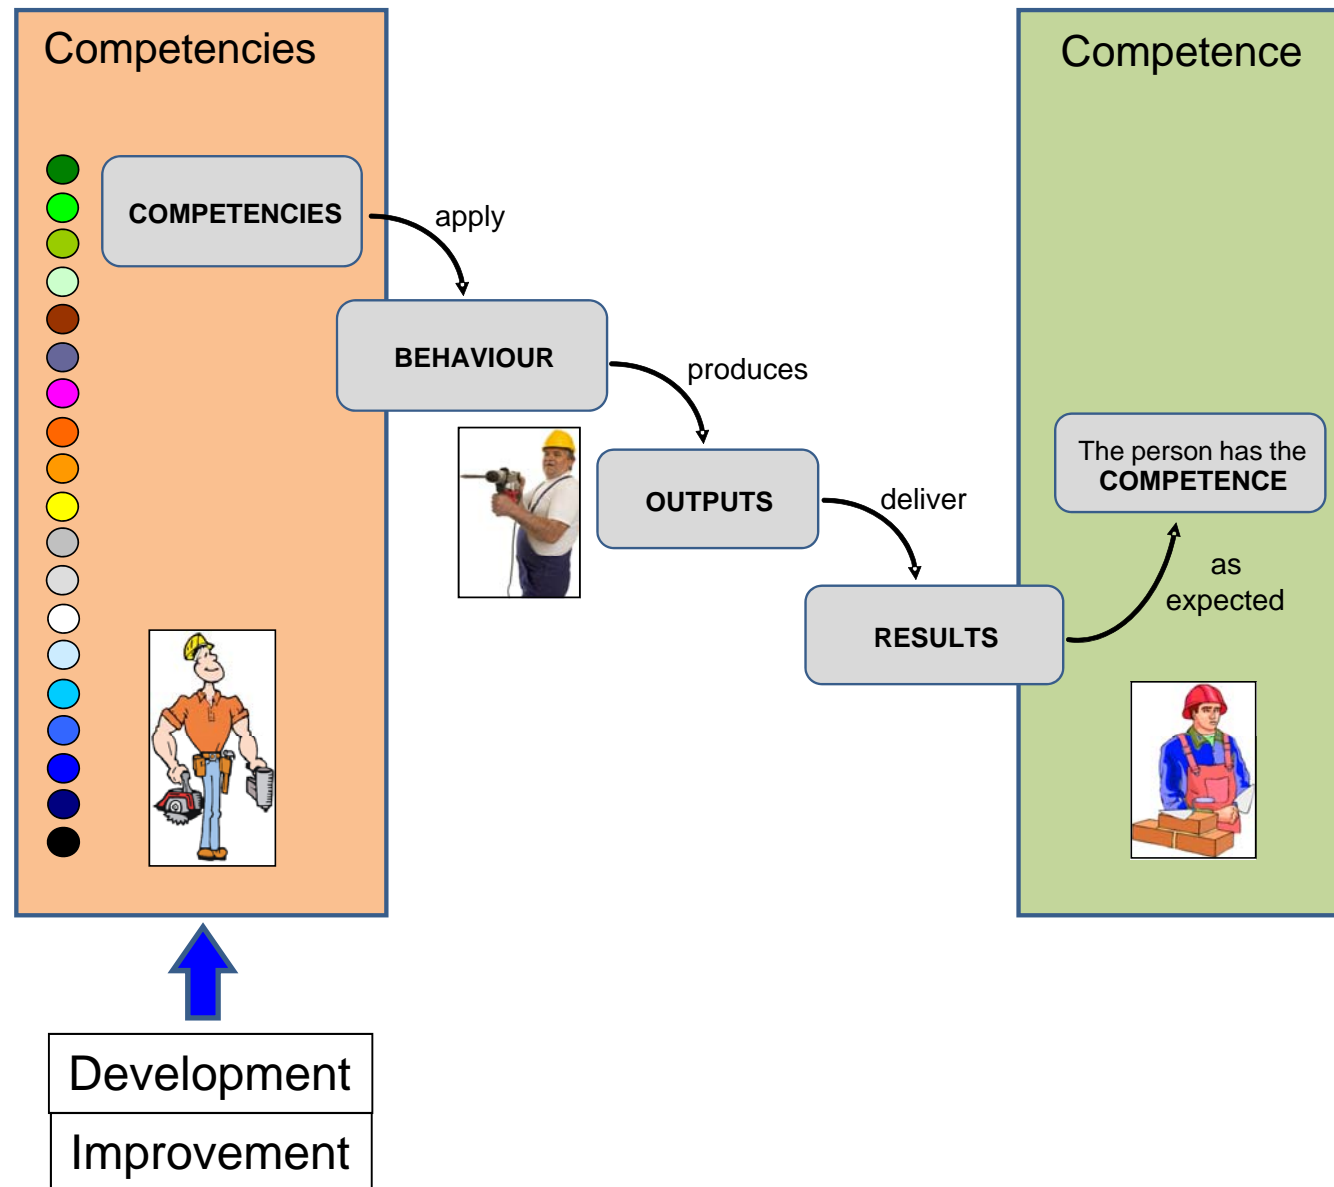 Competencies
Competence
COMPETENCIES
apply
BEHAVIOUR
produces
OUTPUTS
deliver
RESULTS
as
expected
The person has the
COMPETENCE
Development
Improvement